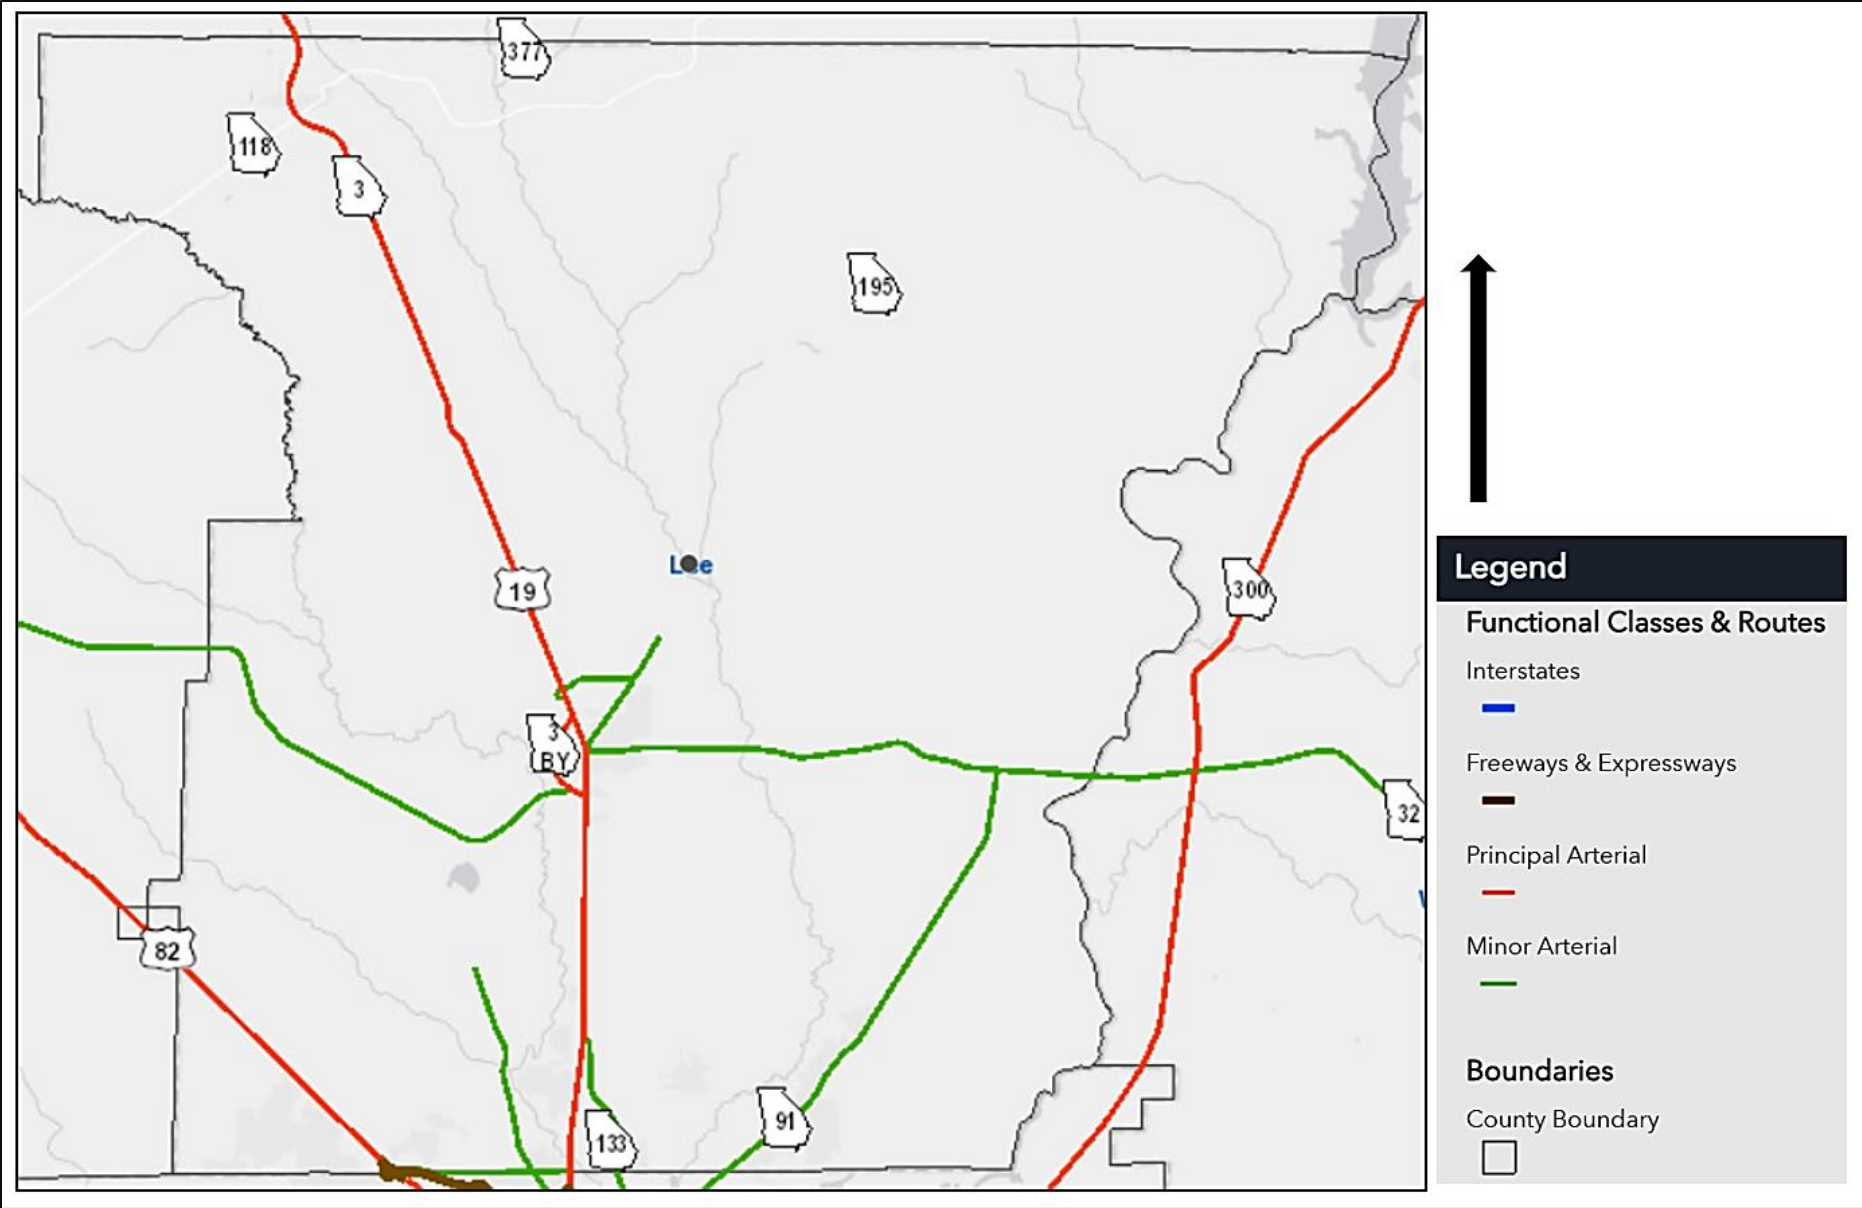 377
118
3
195
19
Lee
300
3
BY
32
82
91
133
Legend
Functional Classes & Routes
Interstates
Freeways & Expressways
Principal Arterial
Minor Arterial
Boundaries
County Boundary